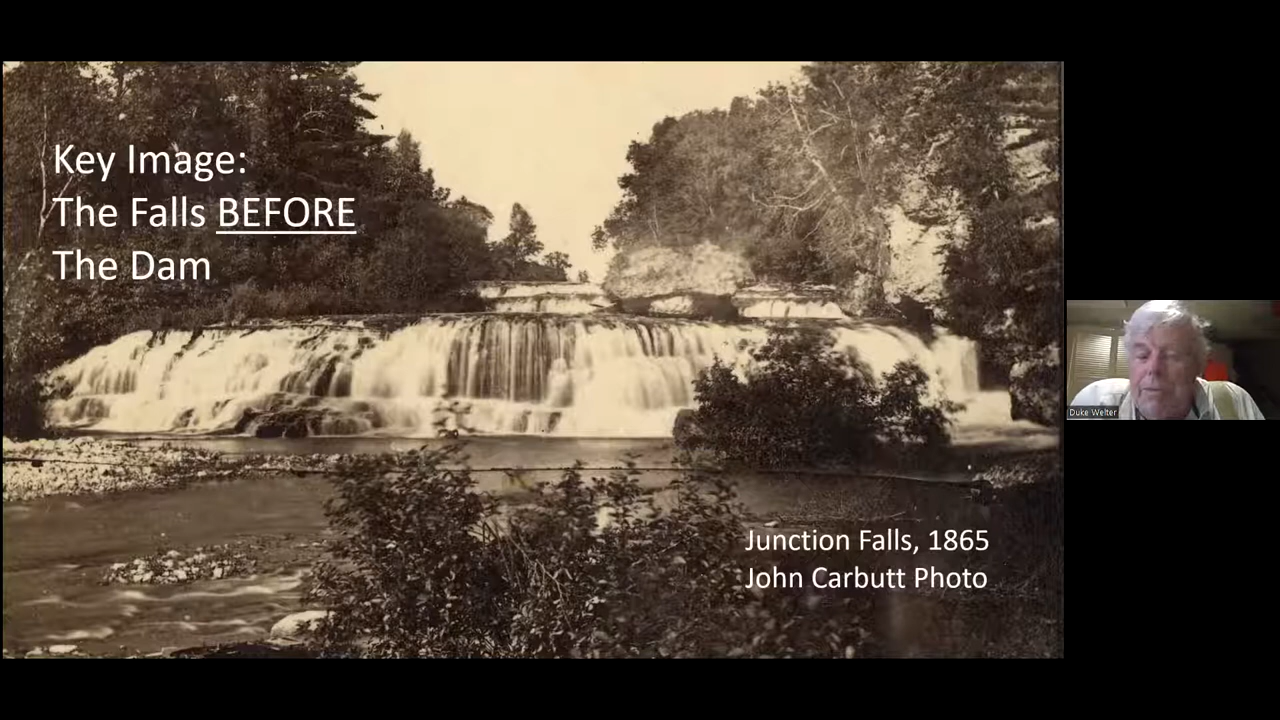 Key Image:
The Falls BEFORE
The Dam
Junction Falls, 1865
John Carbutt Photo
Duke Welter